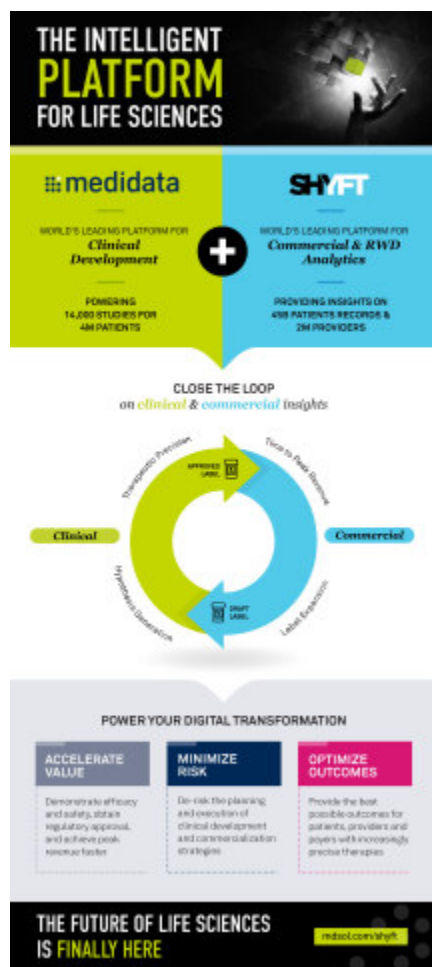 THE INTELLIGENT
PLATFORM
FOR LIFE SCIENCES
medidata
SHYFT
WORLD'S LEADING PLATFORM FOR
Clinical
Development
WORLD'S LEADING PLATFORM FOR
Commercial & RWD
Analytics
POWERING
14,000 STUDIES FOR
4M PATIENTS
PROVIDING INSIGHTS ON
PATIENTS RECORDS &
2M PROVIDERS
CLOSE THE LOOP
on clinical & commercial insights
Therapeutic Precision
Time to Peak Revenue
APPROVED
LABEL
Clinical
Commercial
Hypothesis Generation
DRAFT
LABEL
Label Expansion
POWER YOUR DIGITAL TRANSFORMATION
ACCELERATE
VALUE
Demonstrate efficacy
and safety, obtain
regulatory approval,
and achieve peak
revenue faster
MINIMIZE
RISK
De-risk the planning
and execution of
clinical development
and commercialization
strategies
OPTIMIZE
OUTCOMES
Provide the best
possible outcomes for
patients, providers and
payers with increasingly
precise therapies
THE FUTURE OF LIFE SCIENCES
IS FINALLY HERE
mdsol.com/shyft